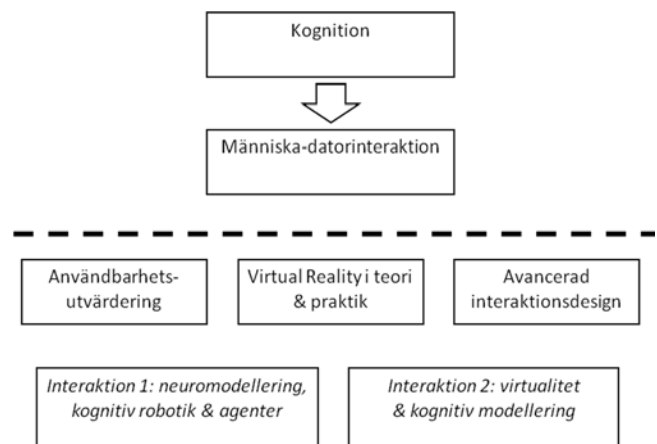 Kognition
Människa-datorinteraktion
Användbarhets-
utvärdering
Virtual Reality i teori
& praktik
Avancerad
interaktionsdesign
Interaktion 1: neuromodellering,
kognitiv robotik & agenter
Interaktion 2: virtualitet
& kognitiv modellering